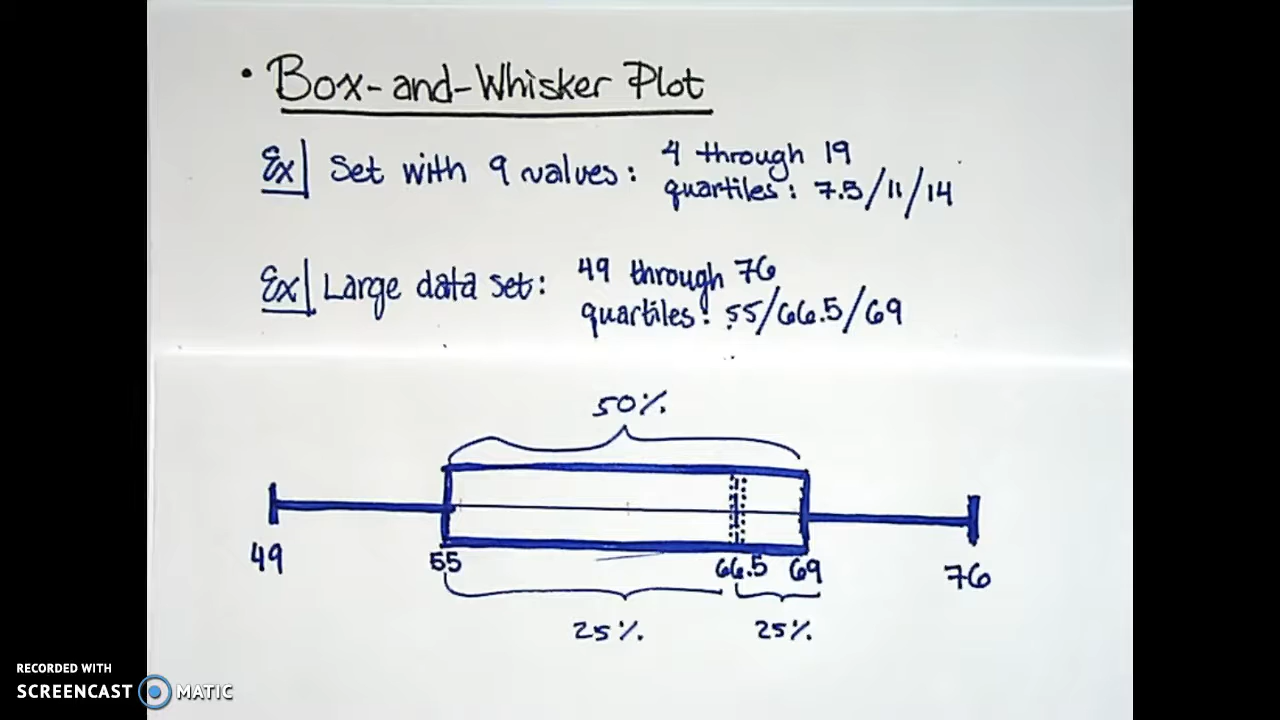 • Box-and-Whisker Plot
Ex| Set with 9 values: 4 through 19
quartiles: 7.5/11/14
Ex| Large data set: 49 through 76
quartiles: 55/66.5/69
50%
49 55 66.5 69 76
25% 25%
RECORDED WITH
SCREENCAST MATIC